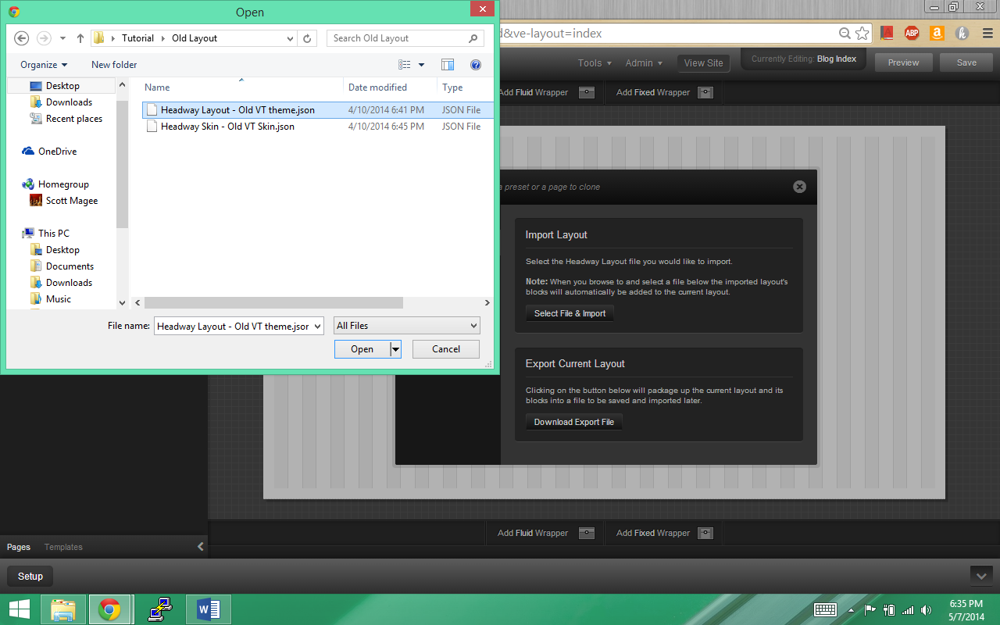 Open
Tutorial Old Layout
Search Old Layout
Organize
New folder
Name
Date modified
Type
Headway Layout - Old VT theme.json 4/10/2014 6:41 PM JSON File
Headway Skin - Old VT Skin.json 4/10/2014 6:45 PM JSON File
Desktop
Downloads
Recent places
OneDrive
Homegroup
Scott Magee
This PC
Desktop
Documents
Downloads
Music
File name:
Headway Layout - Old VT theme.jsor
All Files
Open
Cancel
&ve-layout=index
ABP
Tools
Admin
View Site
Currently Editing: Blog Index
Preview
Save
Add Fluid Wrapper
Add Fixed Wrapper
a preset or a page to clone
Import Layout
Select the Headway Layout file you would like to import.
Note: When you browse to and select a file below the imported layout's
blocks will automatically be added to the current layout.
Select File & Import
Export Current Layout
Clicking on the button below will package up the current layout and its
blocks into a file to be saved and imported later.
Download Export File
Add Fluid Wrapper
Add Fixed Wrapper
Pages
Templates
Setup
6:35 PM
5/7/2014